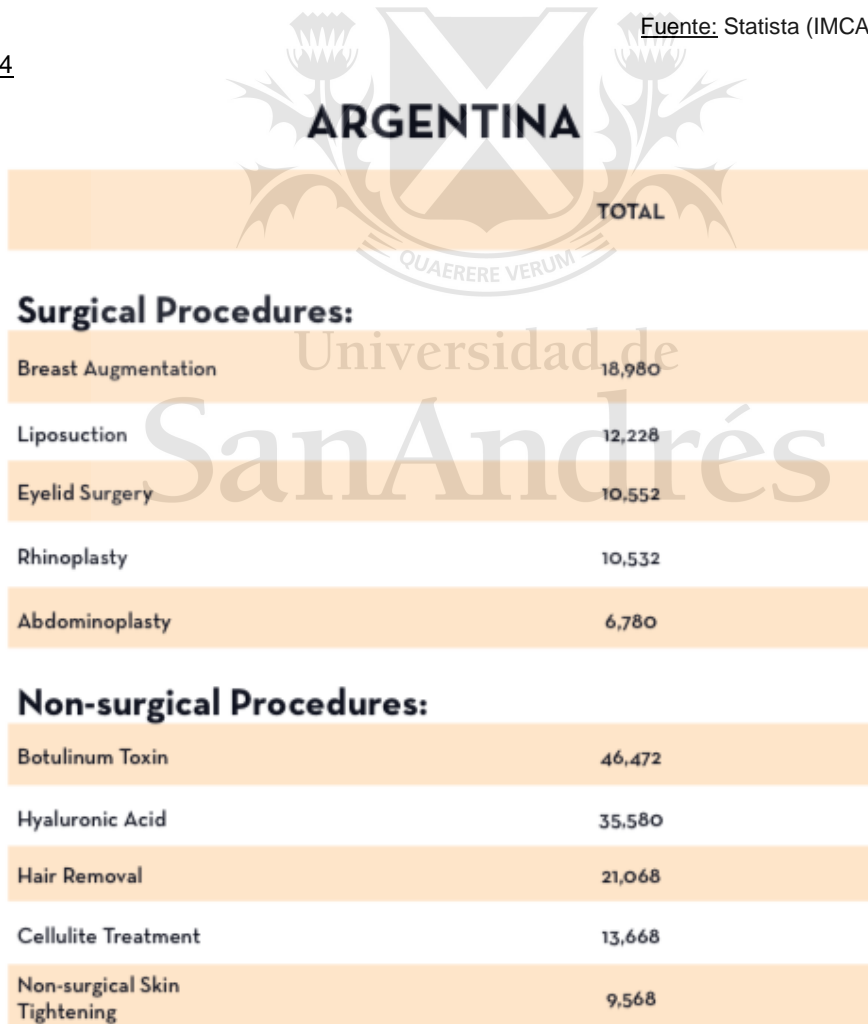 Fuente: Statista (IMCA
4
ARGENTINA
TOTAL
QUAERERE VERUM
Surgical Procedures:
Universidad de
SanAndrés
Breast Augmentation 18,980
Liposuction 12,228
Eyelid Surgery 10,552
Rhinoplasty 10,532
Abdominoplasty 6,780
Non-surgical Procedures:
Botulinum Toxin 46,472
Hyaluronic Acid 35,580
Hair Removal 21,068
Cellulite Treatment 13,668
Non-surgical Skin
Tightening 9,568